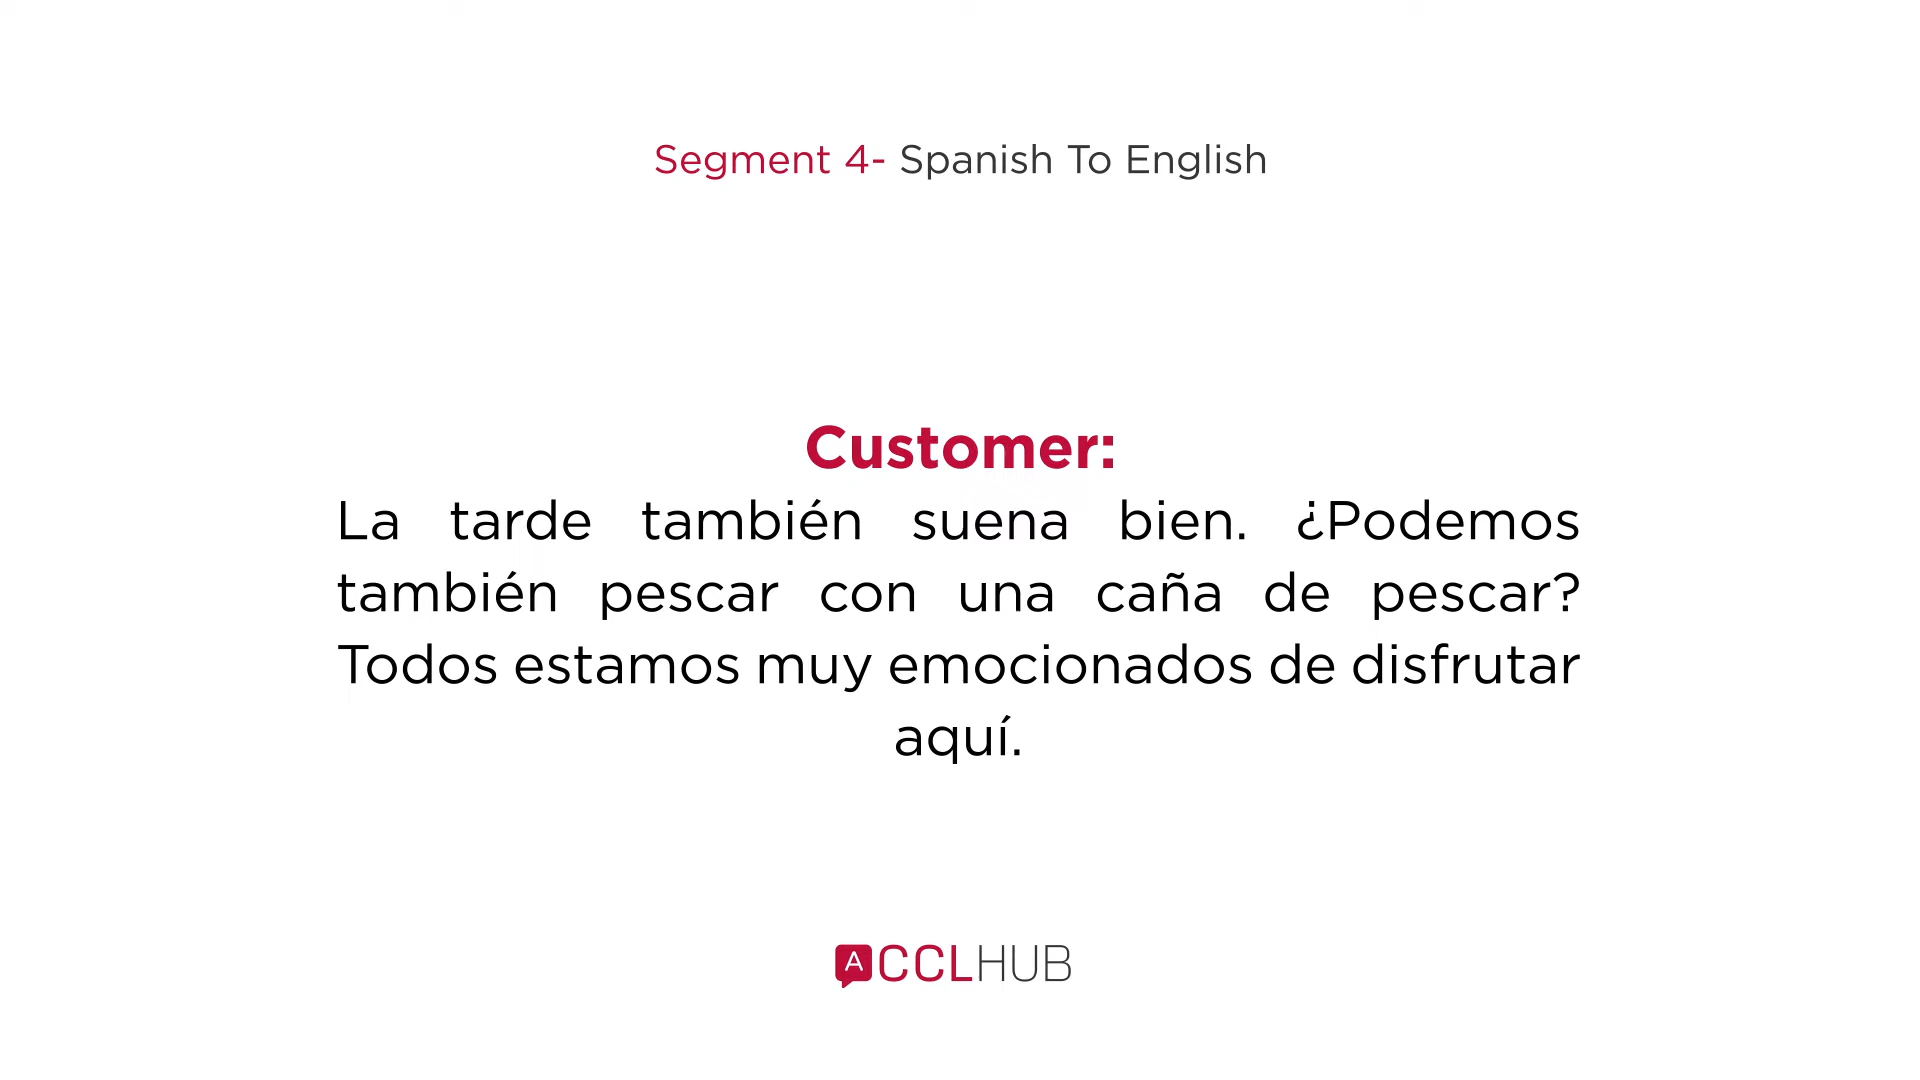 Segment 4- Spanish To English
Customer:
La tarde también suena bien. ¿Podemos
también pescar con una caña de pescar?
Todos estamos muy emocionados de disfrutar
aquí.
A CCLHUB